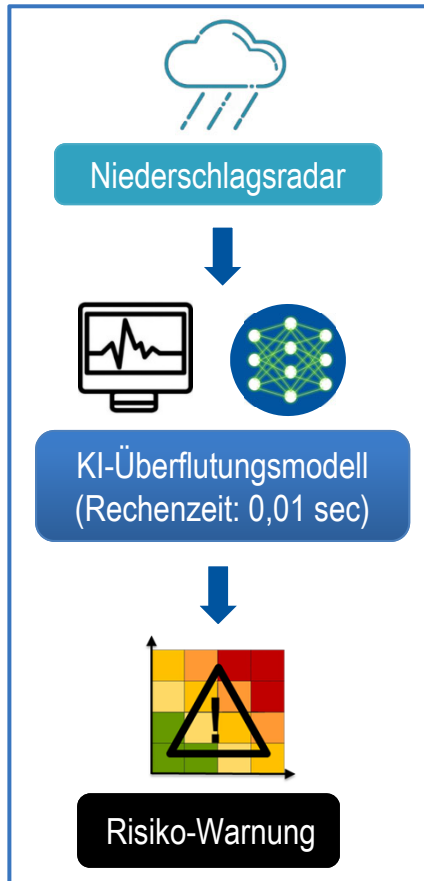 Niederschlagsradar
KI-Überflutungsmodell
(Rechenzeit: 0,01 sec)
!
Risiko-Warnung